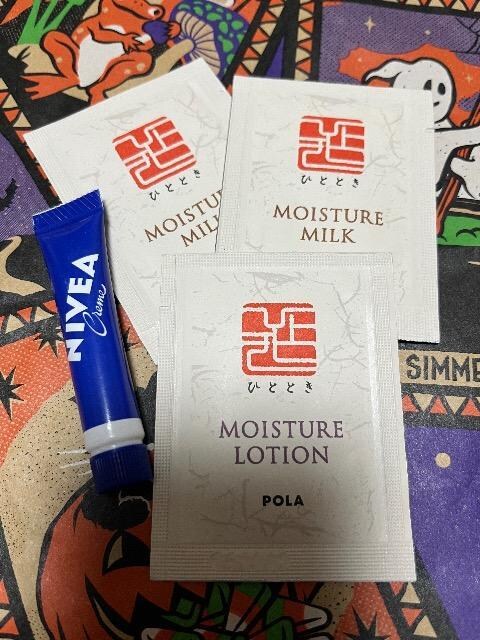 ひととき
MOISTURE
MILK
ひととき
MOISTURE
MILK
NIVEA
Creme
ひととき
MOISTURE
LOTION
POLA
SIMME